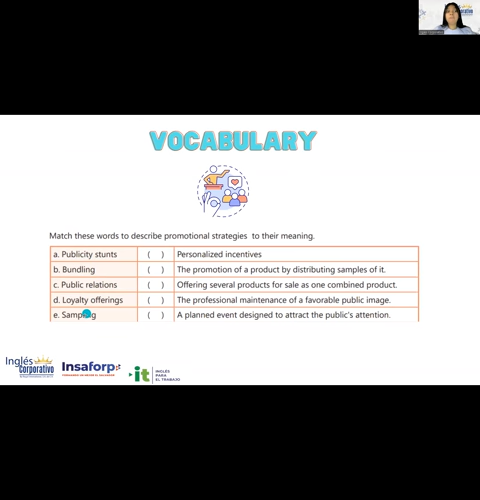 VOCABULARY
Match these words to describe promotional strategies to their meaning.
a. Publicity stunts ( ) Personalized incentives
b. Bundling ( ) The promotion of a product by distributing samples of it.
c. Public relations ( ) Offering several products for sale as one combined product.
d. Loyalty offerings ( ) The professional maintenance of a favorable public image.
e. Sampling ( ) A planned event designed to attract the public's attention.
Inglés
Corporativo
Insaforp
it
INGLÉS
PARA
EL TRABAJO